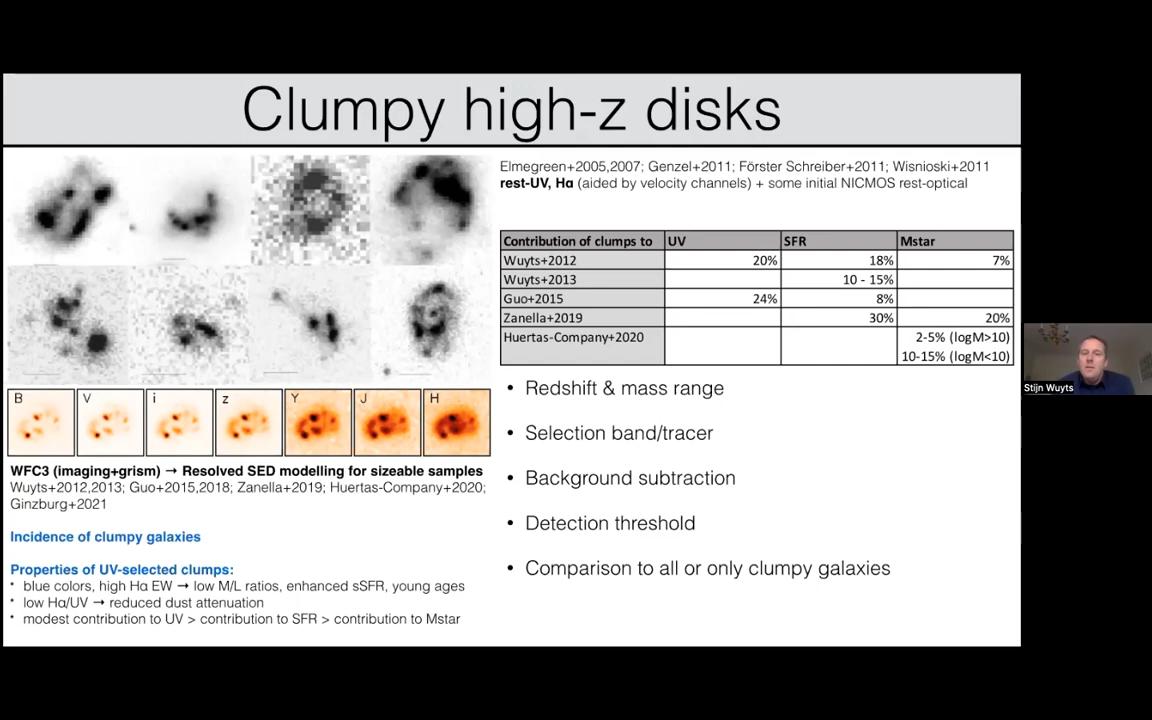 Clumpy high-z disks
Elmegreen+2005,2007; Genzel+2011; Förster Schreiber+2011; Wisnioski+2011
rest-UV, Hα (aided by velocity channels) + some initial NICMOS rest-optical
Contribution of clumps to UV SFR Mstar
Wuyts+2012 20% 18% 7%
Wuyts+2013 10 - 15%
Guo+2015 24% 8%
Zanella+2019 30% 20%
Huertas-Company+2020 2-5% (logM>10)
10-15% (logM<10)
• Redshift & mass range
• Selection band/tracer
• Background subtraction
• Detection threshold
• Comparison to all or only clumpy galaxies
B V i z Y J H
WFC3 (imaging+grism) → Resolved SED modelling for sizeable samples
Wuyts+2012,2013; Guo+2015,2018; Zanella+2019; Huertas-Company+2020;
Ginzburg+2021
Incidence of clumpy galaxies
Properties of UV-selected clumps:
• blue colors, high Hα EW → low M/L ratios, enhanced sSFR, young ages
• low Hα/UV → reduced dust attenuation
• modest contribution to UV > contribution to SFR > contribution to Mstar
Stijn Wuyts